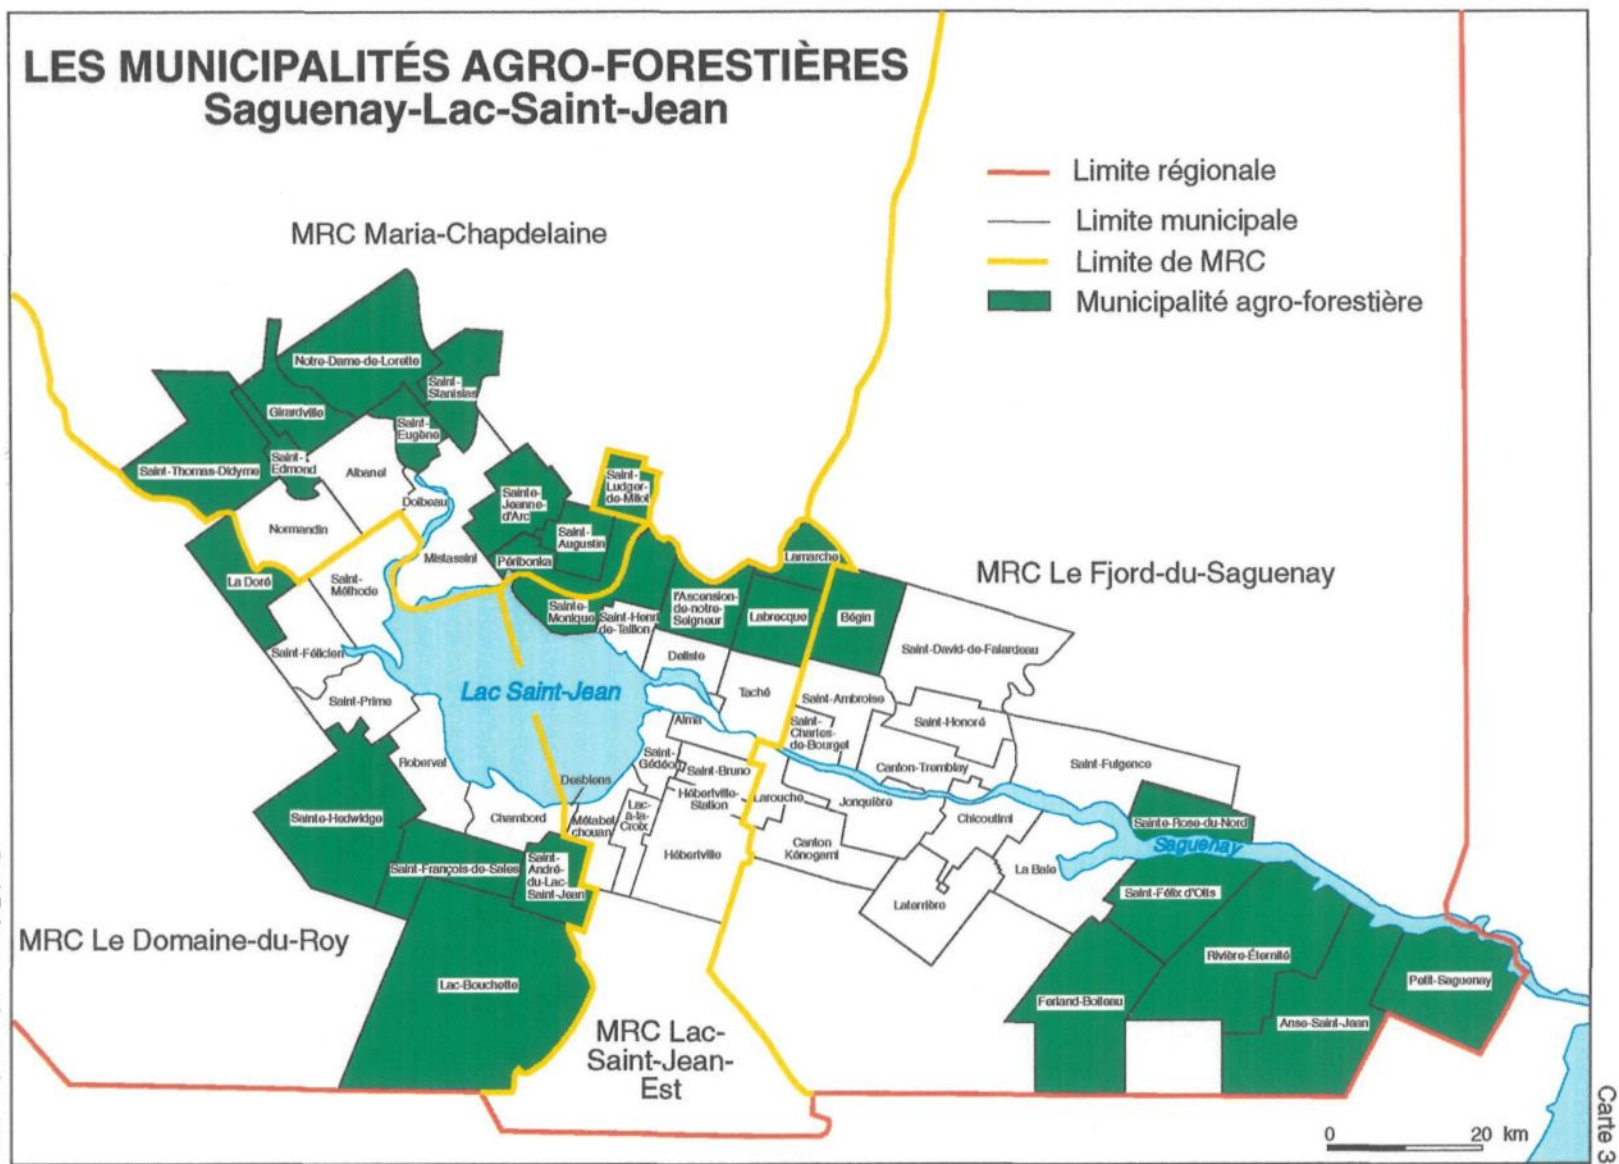 LES MUNICIPALITÉS AGRO-FORESTIÈRES
Saguenay-Lac-Saint-Jean
Limite régionale
Limite municipale
Limite de MRC
Municipalité agro-forestière
MRC Maria-Chapdelaine
Notre-Dame-de-Lorette
Saint-
Stanislas
Girardville
Saint-
Eugène
Saint-Thomas-Didyme
Saint-
Edmond
Albanel
Dolbeau
Normandin
Sainte-
Jeanne-
d'Arc
Saint-
Ludger-
de-Milot
Saint-
Augustin
Mistassini
Péribonka
Lamarche
MRC Le Fjord-du-Saguenay
La Doré
Saint-
Méthode
Sainte-
Monique
Saint-Henri
de-Taillon
l'Ascension-
de-notre-
Seigneur
Labrecque
Bégin
Saint-David-de-Falardeau
Saint-Félicien
Delisle
Lac Saint-Jean
Taché
Saint-Prime
Saint-Ambroise
Alma
Saint-
Charles-
de-Bourget
Saint-Honoré
Roberval
Saint-
Gédéon
Saint-Bruno
Canton-Tremblay
Saint-Fulgence
Desbiens
Hébertville-
Station
Larouche
Jonquière
Sainte-Hedwidge
Chambord
Métabet
chouan
Lac-
à-la-
Croix
Chicoutimi
Sainte-Rose-du-Nord
Saguenay
Hébertville
Canton
Kénogami
Saint-François-de-Sales
Saint-
André-
du-Lac-
Saint-Jean
La Baie
Saint-Félix d'Otis
Laterrière
MRC Le Domaine-du-Roy
Lac-Bouchette
Rivière-Éternité
Petit-Saguenay
Ferland-Boileau
Anse-Saint-Jean
MRC Lac-
Saint-Jean-
Est
0 20 km
Carte 3